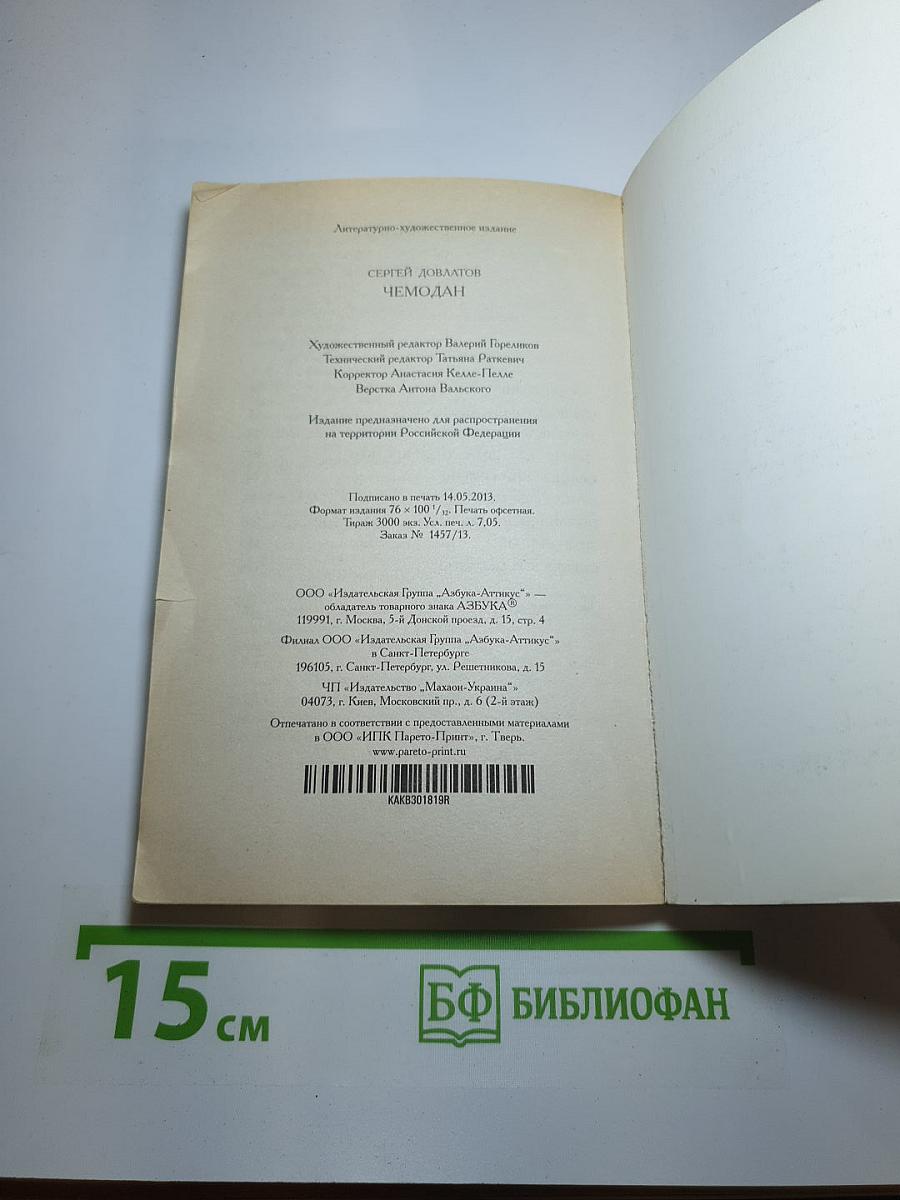 Литературно-художественное издание
СЕРГЕЙ ДОВЛАТОВ
ЧЕМОДАН
Художественный редактор Валерий Гореликов
Технический редактор Татьяна Раткевич
Корректор Анастасия Келле-Пелле
Верстка Антона Вальского
Издание предназначено для распространения
на территории Российской Федерации
Подписано в печать 14.05.2013.
Формат издания 76 × 100 1/32. Печать офсетная.
Тираж 3000 экз. Усл. печ. л. 7,05.
Заказ № 1457/13.
ООО «Издательская Группа „Азбука-Аттикус“» —
обладатель товарного знака АЗБУКА®
119991, г. Москва, 5-й Донской проезд, д. 15, стр. 4
Филиал ООО «Издательская Группа „Азбука-Аттикус“»
в Санкт-Петербурге
196105, г. Санкт-Петербург, ул. Решетникова, д. 15
ЧП «Издательство „Махаон-Украина“»
04073, г. Киев, Московский пр., д. 6 (2-й этаж)
Отпечатано в соответствии с предоставленными материалами
в ООО «ИПК Парето-Принт», г. Тверь.
www.pareto-print.ru
KAKB301819R
15 см
БФ БИБЛИОФАН